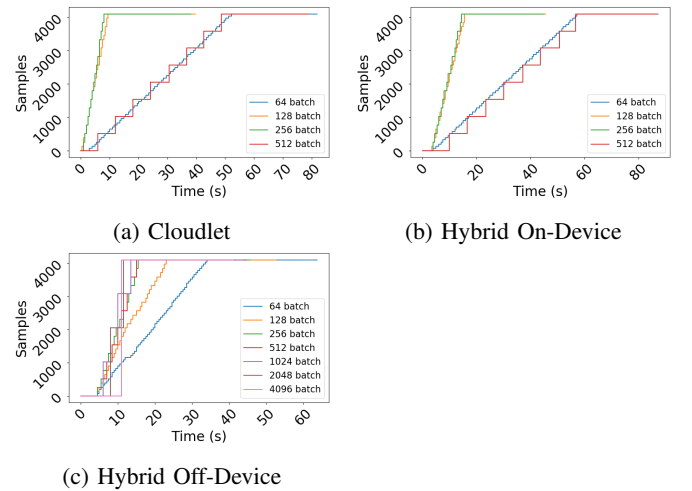 4000
3000
2000
1000
0
Samples
64 batch
128 batch
256 batch
512 batch
0 10 20 30 40 50 60 70 80
Time (s)
(a) Cloudlet
4000
3000
2000
1000
0
Samples
64 batch
128 batch
256 batch
512 batch
0 20 40 60 80
Time (s)
(b) Hybrid On-Device
4000
3000
2000
1000
0
Samples
64 batch
128 batch
256 batch
512 batch
1024 batch
2048 batch
4096 batch
0 10 20 30 40 50 60
Time (s)
(c) Hybrid Off-Device